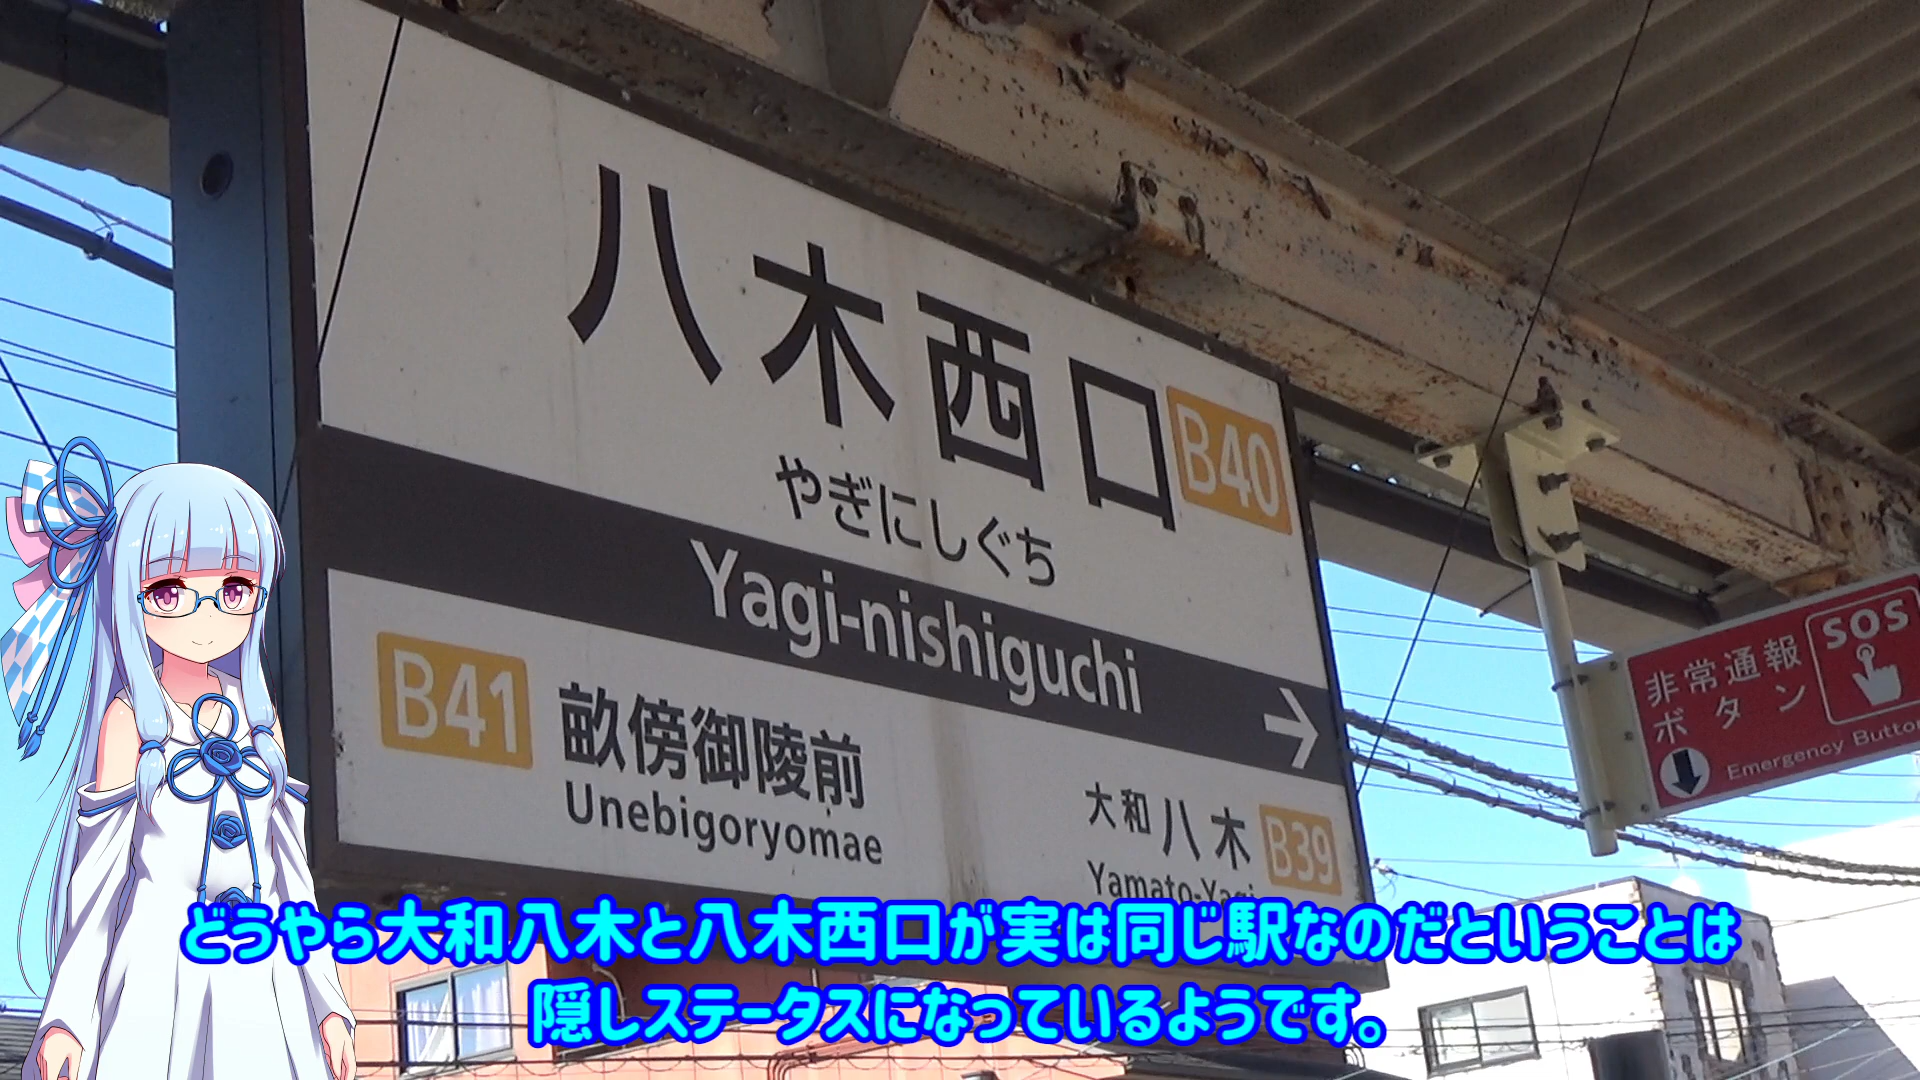 八木西口 B40
やぎにしぐち
Yagi-nishiguchi
B41 畝傍御陵前
Unebigoryomae
大和八木 B39
Yamato-Yagi
SOS
非常通報
ボタン
Emergency Button
どうやら大和八木と八木西口が実は同じ駅なのだということは
隠しステータスになっているようです。